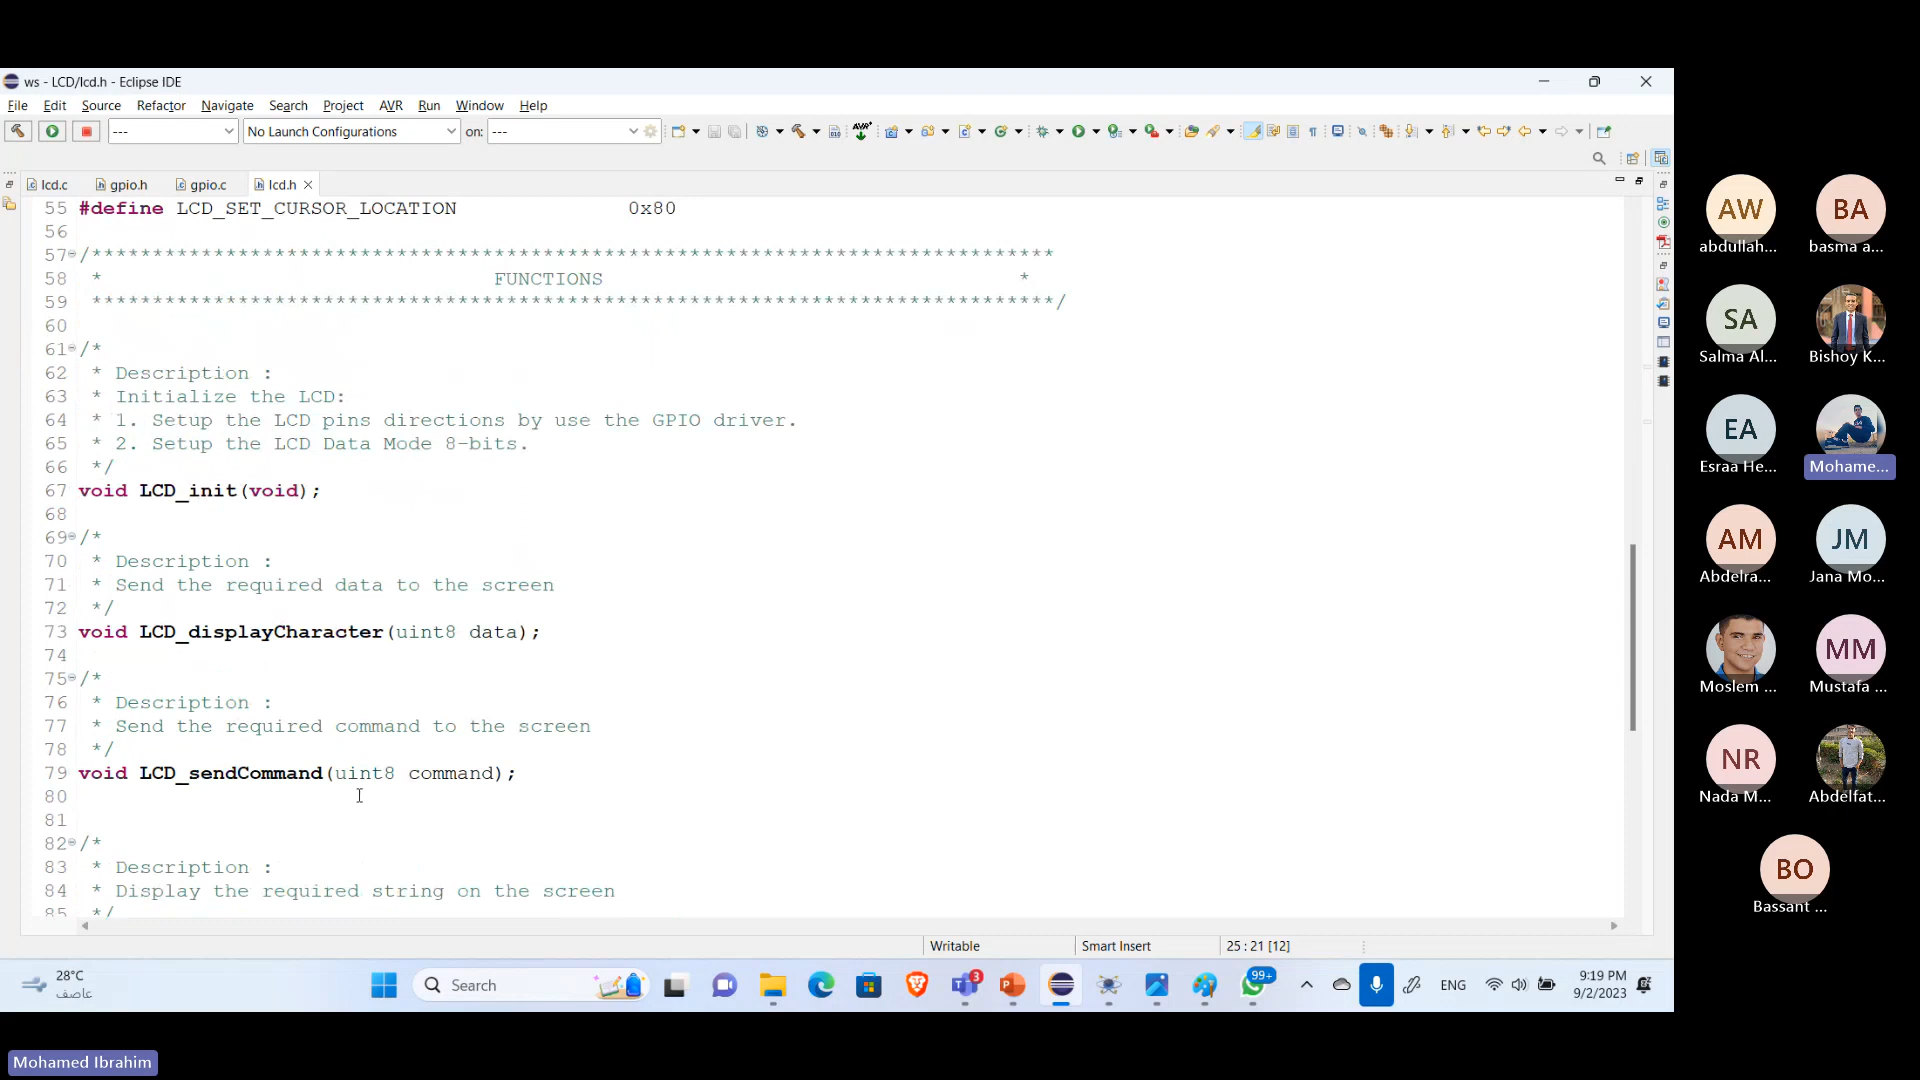 ws - LCD/lcd.h - Eclipse IDE
File Edit Source Refactor Navigate Search Project AVR Run Window Help
--- No Launch Configurations on: ---
lcd.c gpio.h gpio.c lcd.h
55 #define LCD_SET_CURSOR_LOCATION 0x80
56
57 /*******************************************************************************
58 * FUNCTIONS *
59 *******************************************************************************/
60
61 /*
62 * Description :
63 * Initialize the LCD:
64 * 1. Setup the LCD pins directions by use the GPIO driver.
65 * 2. Setup the LCD Data Mode 8-bits.
66 */
67 void LCD_init(void);
68
69 /*
70 * Description :
71 * Send the required data to the screen
72 */
73 void LCD_displayCharacter(uint8 data);
74
75 /*
76 * Description :
77 * Send the required command to the screen
78 */
79 void LCD_sendCommand(uint8 command);
80
81
82 /*
83 * Description :
84 * Display the required string on the screen
85 */
Writable Smart Insert 25 : 21 [12]
28°C
عاصف
Search
3
99+
ENG
9:19 PM
9/2/2023
AW BA
abdullah... basma a...
SA
Salma Al... Bishoy K...
EA
Esraa He... Mohame...
AM JM
Abdelra... Jana Mo...
MM
Moslem ... Mustafa ...
NR
Nada M... Abdelfat...
BO
Bassant ...
Mohamed Ibrahim